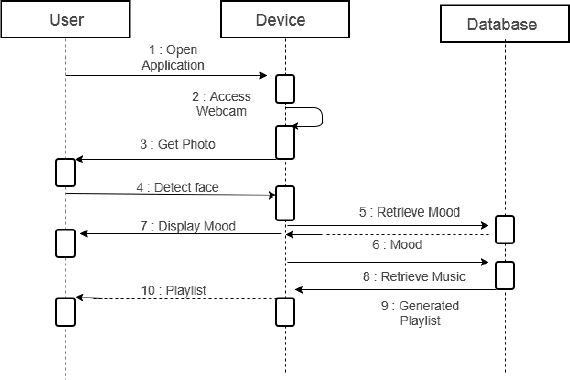 User
Device
Database
1 : Open
Application
2 : Access
Webcam
3 : Get Photo
4 : Detect face
5 : Retrieve Mood
7 : Display Mood
6 : Mood
8 : Retrieve Music
10 : Playlist
9 : Generated
Playlist